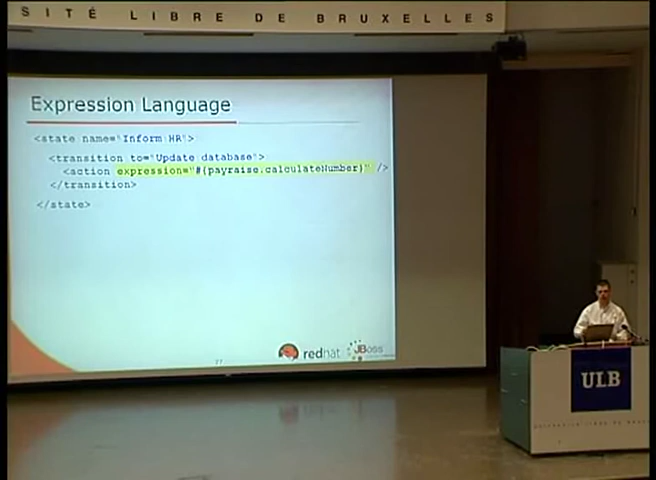 SITÉ LIBRE DE BRUXELLES
Expression Language
<state name="Inform HR">
<transition to="Update database">
<action expression="#{payraise.calculateNumber}" />
</transition>
</state>
27
redhat JBoss
ULB